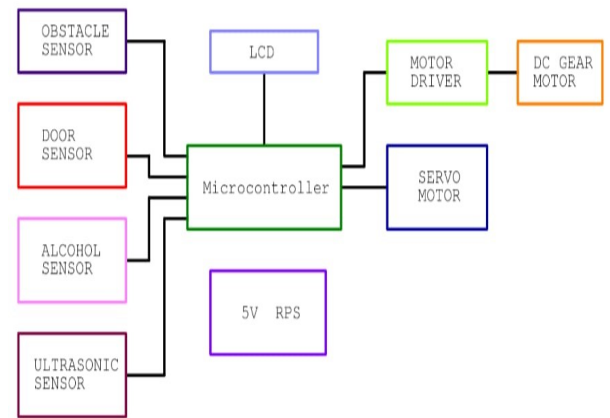 OBSTACLE
SENSOR
LCD
MOTOR
DRIVER
DC GEAR
MOTOR
DOOR
SENSOR
Microcontroller
SERVO
MOTOR
ALCOHOL
SENSOR
5V RPS
ULTRASONIC
SENSOR